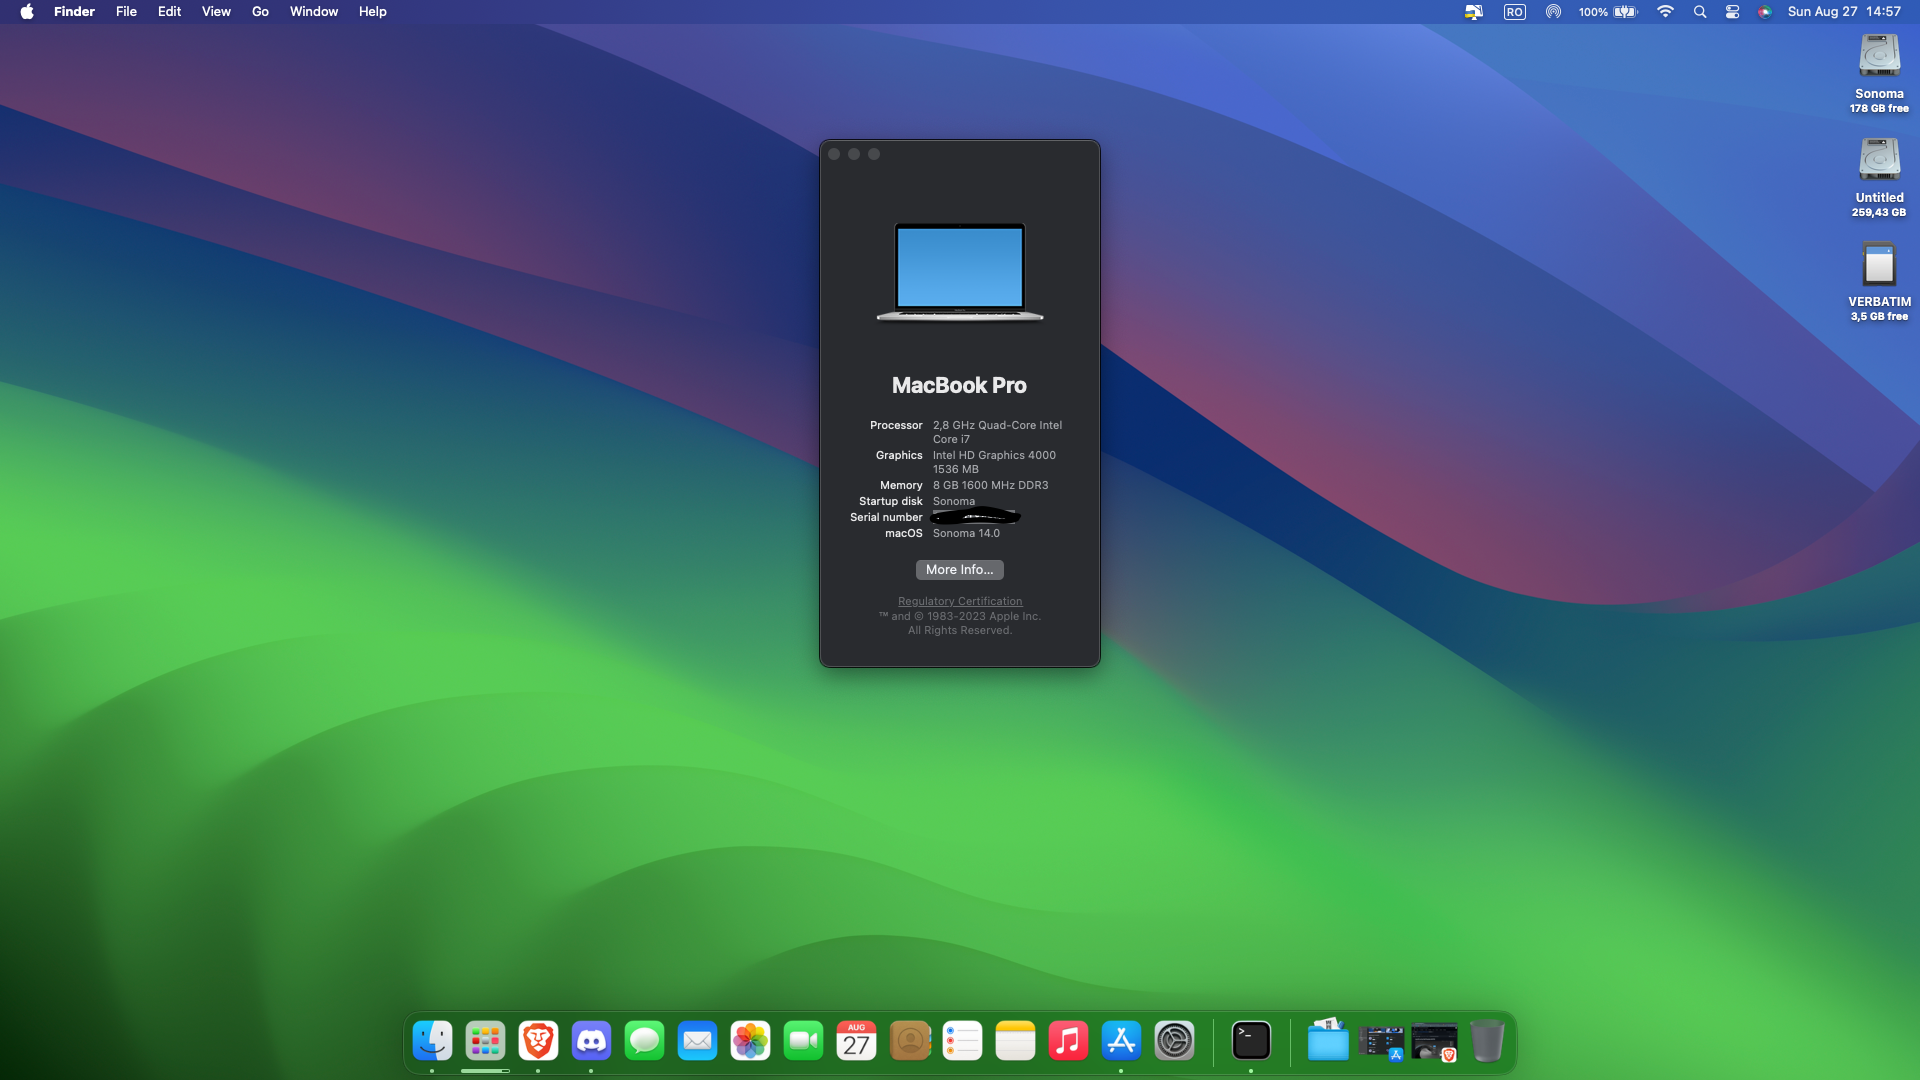 Finder File Edit View Go Window Help
RO 100% Sun Aug 27 14:57
Sonoma
178 GB free
Untitled
259,43 GB
VERBATIM
3,5 GB free
MacBook Pro
Processor 2,8 GHz Quad-Core Intel
Core i7
Graphics Intel HD Graphics 4000
1536 MB
Memory 8 GB 1600 MHz DDR3
Startup disk Sonoma
Serial number
macOS Sonoma 14.0
More Info...
Regulatory Certification
™ and © 1983-2023 Apple Inc.
All Rights Reserved.
AUG
27